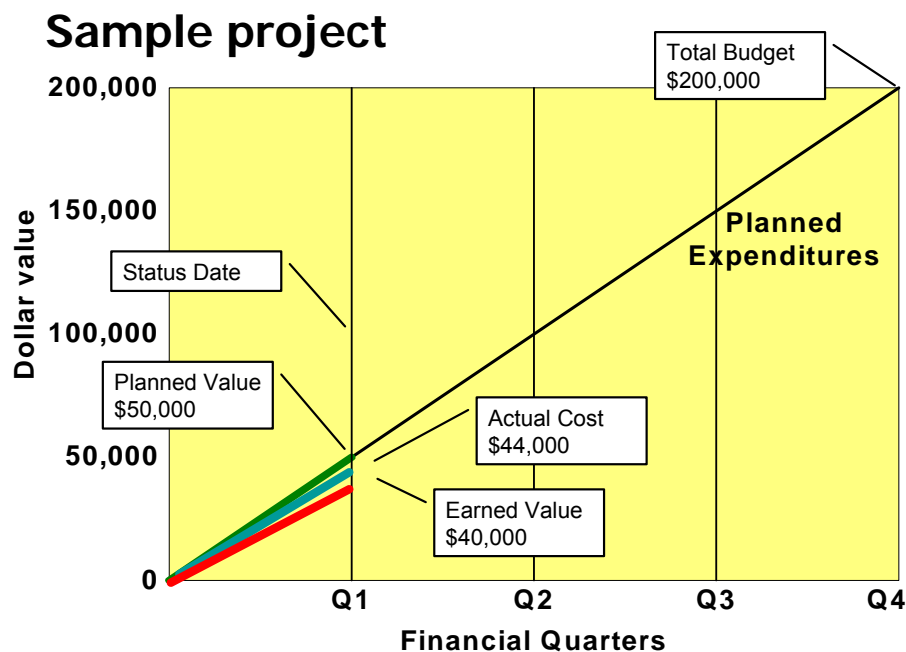 Sample project
Total Budget
$200,000
200,000
150,000
Planned
Expenditures
Status Date
Dollar value
100,000
Planned Value
$50,000
Actual Cost
$44,000
50,000
Earned Value
$40,000
0
Q1 Q2 Q3 Q4
Financial Quarters